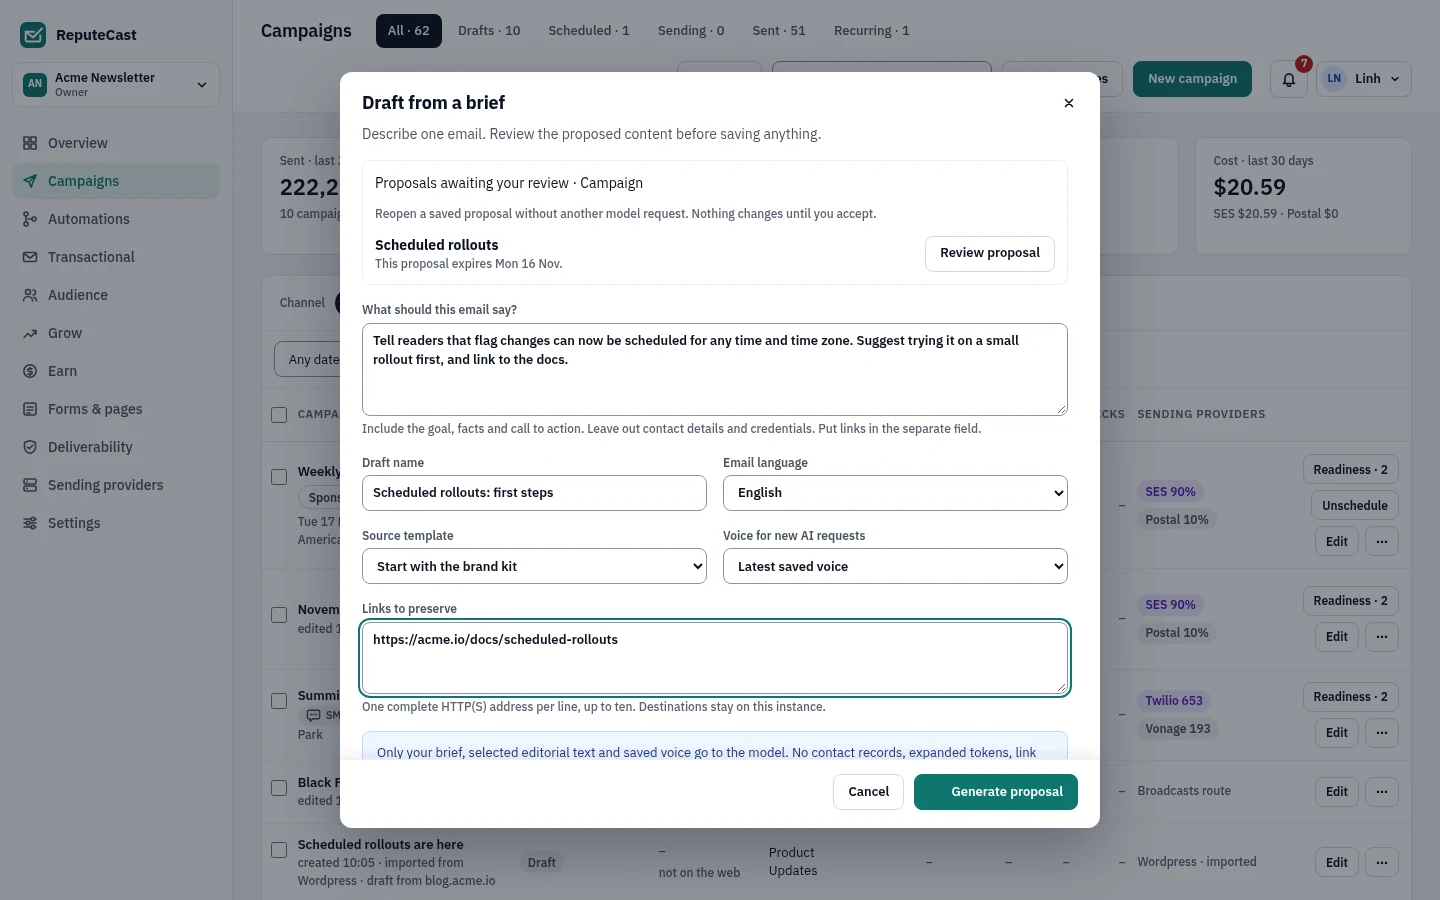 ReputeCast
AN
Acme Newsletter
Owner
Overview
Campaigns
Automations
Transactional
Audience
Grow
Earn
Forms & pages
Deliverability
Sending providers
Settings
Campaigns
All · 62
Drafts · 10
Scheduled · 1
Sending · 0
Sent · 51
Recurring · 1
New campaign
7
LN
Linh
Sent · last
222,2
10 campaig
Cost · last 30 days
$20.59
SES $20.59 · Postal $0
Channel
Any date
CAMPA
CKS
SENDING PROVIDERS
Weekly
Spons
Tue 17
America
–
SES 90%
Postal 10%
Readiness · 2
Unschedule
Edit
Novem
edited 1
–
SES 90%
Postal 10%
Readiness · 2
Edit
Summi
SM
Park
–
Twilio 653
Vonage 193
Readiness · 2
Edit
Black F
edited 1
–
Broadcasts route
Edit
Scheduled rollouts are here
created 10:05 · imported from
Wordpress · draft from blog.acme.io
Draft
–
not on the web
Product
Updates
–
–
–
–
Wordpress · imported
Edit
Draft from a brief
Describe one email. Review the proposed content before saving anything.
Proposals awaiting your review · Campaign
Reopen a saved proposal without another model request. Nothing changes until you accept.
Scheduled rollouts
This proposal expires Mon 16 Nov.
Review proposal
What should this email say?
Tell readers that flag changes can now be scheduled for any time and time zone. Suggest trying it on a small
rollout first, and link to the docs.
Include the goal, facts and call to action. Leave out contact details and credentials. Put links in the separate field.
Draft name
Email language
Scheduled rollouts: first steps
English
Source template
Voice for new AI requests
Start with the brand kit
Latest saved voice
Links to preserve
https://acme.io/docs/scheduled-rollouts
One complete HTTP(S) address per line, up to ten. Destinations stay on this instance.
Only your brief, selected editorial text and saved voice go to the model. No contact records, expanded tokens, link
Cancel
Generate proposal